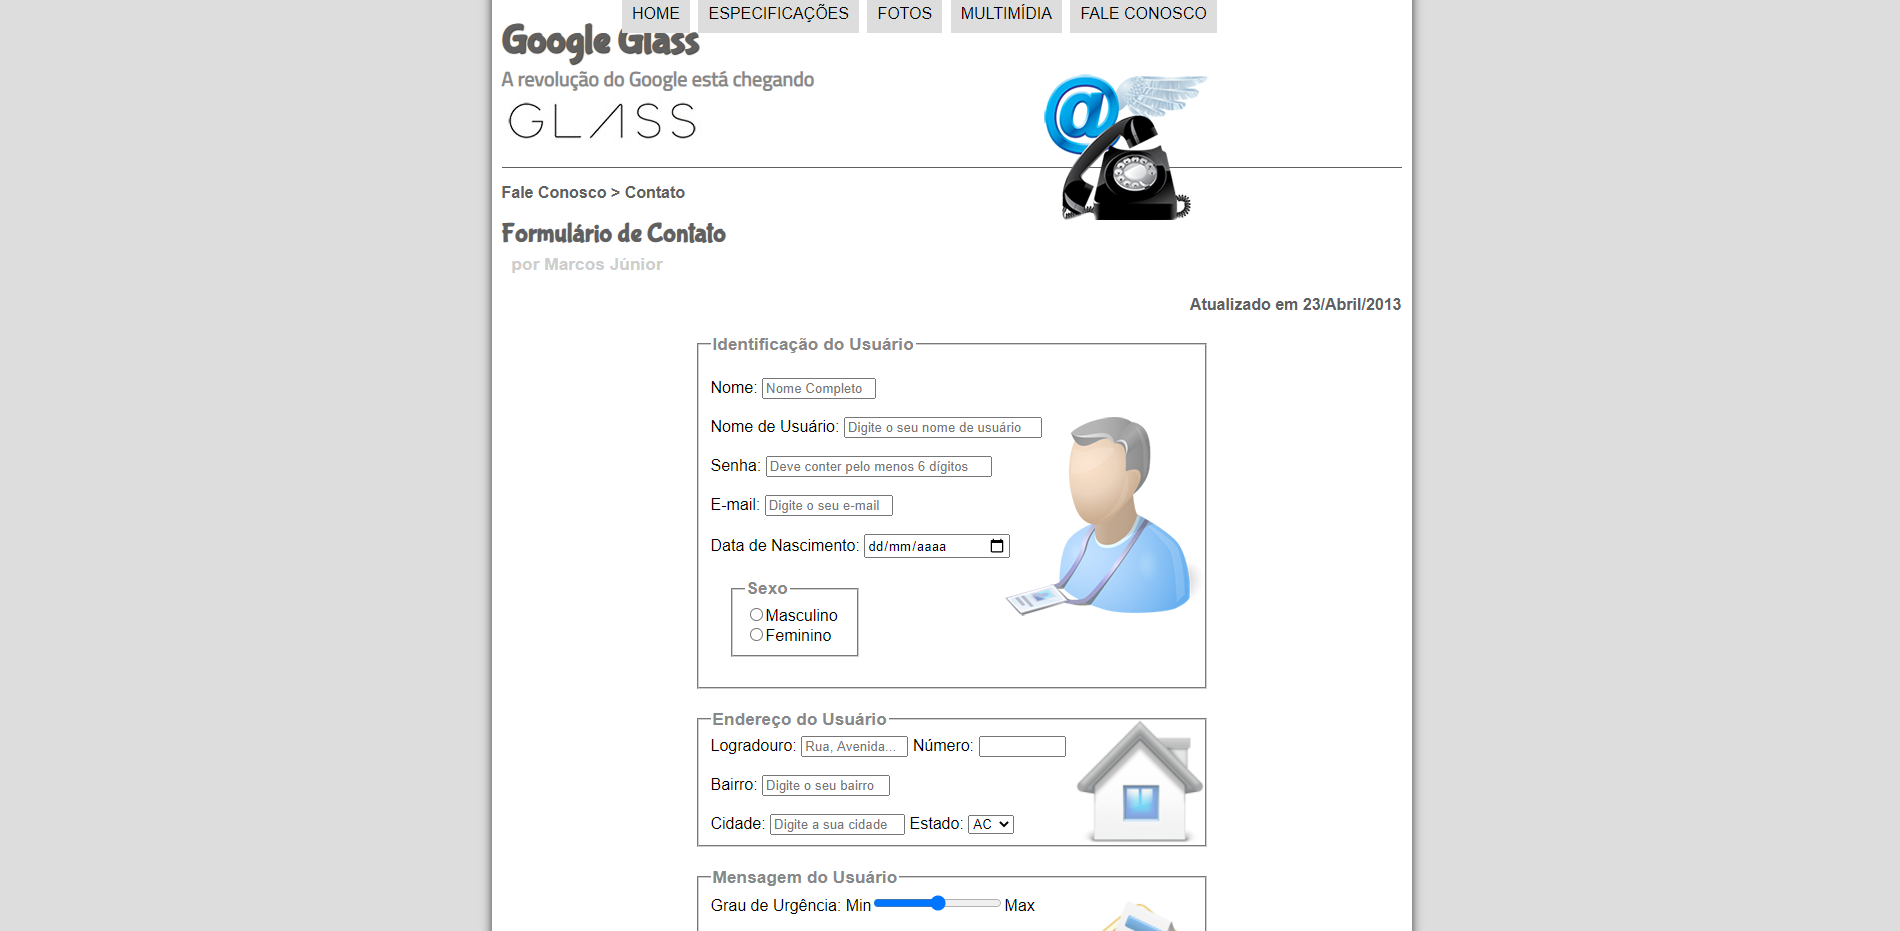 HOME ESPECIFICAÇÕES FOTOS MULTIMÍDIA FALE CONOSCO
Google Glass
A revolução do Google está chegando
GLASS
Fale Conosco > Contato
Formulário de Contato
por Marcos Júnior
Atualizado em 23/Abril/2013
Identificação do Usuário
Nome: Nome Completo
Nome de Usuário: Digite o seu nome de usuário
Senha: Deve conter pelo menos 6 dígitos
E-mail: Digite o seu e-mail
Data de Nascimento: dd/mm/aaaa
Sexo
Masculino
Feminino
Endereço do Usuário
Logradouro: Rua, Avenida... Número:
Bairro: Digite o seu bairro
Cidade: Digite a sua cidade Estado: AC
Mensagem do Usuário
Grau de Urgência: Min Max